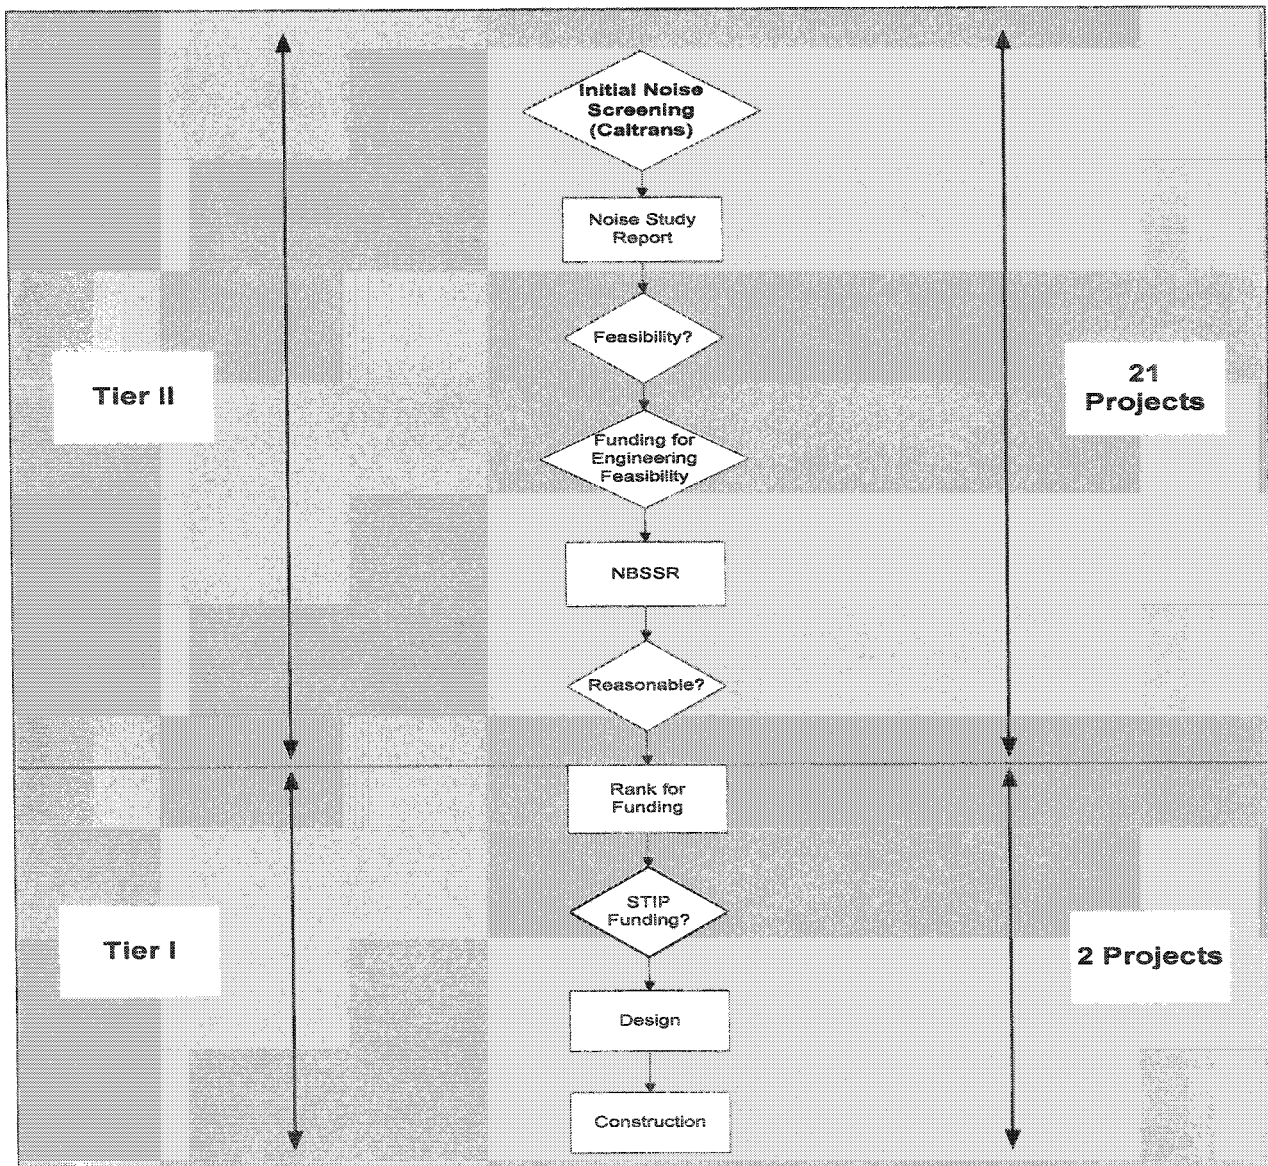 Initial Noise
Screening
(Caltrans)
Noise Study
Report
Feasibility?
Tier II
21
Projects
Funding for
Engineering
Feasibility
NBSSR
Reasonable?
Rank for
Funding
STIP
Funding?
Tier I
2 Projects
Design
Construction